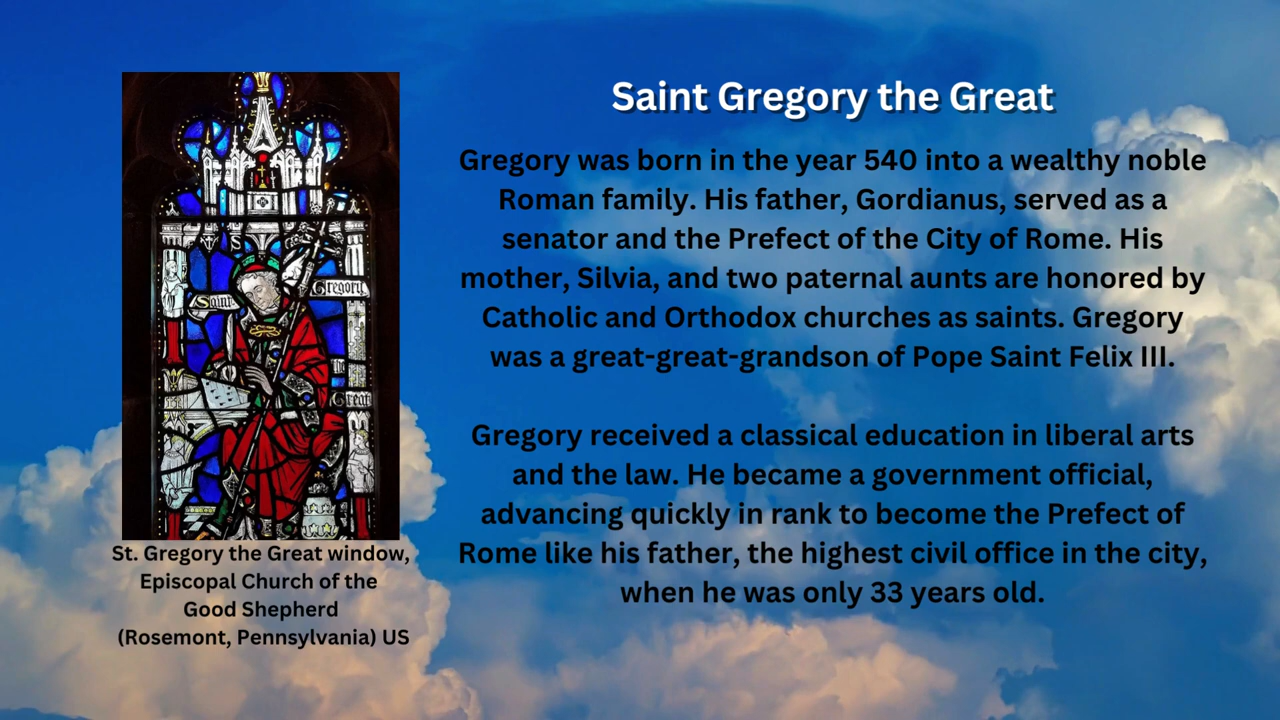 Saint Gregory the Great
Gregory was born in the year 540 into a wealthy noble
Roman family. His father, Gordianus, served as a
senator and the Prefect of the City of Rome. His
mother, Silvia, and two paternal aunts are honored by
Catholic and Orthodox churches as saints. Gregory
was a great-great-grandson of Pope Saint Felix III.
Gregory received a classical education in liberal arts
and the law. He became a government official,
advancing quickly in rank to become the Prefect of
Rome like his father, the highest civil office in the city,
when he was only 33 years old.
Saint
Gregory
the
Great
St. Gregory the Great window,
Episcopal Church of the
Good Shepherd
(Rosemont, Pennsylvania) US